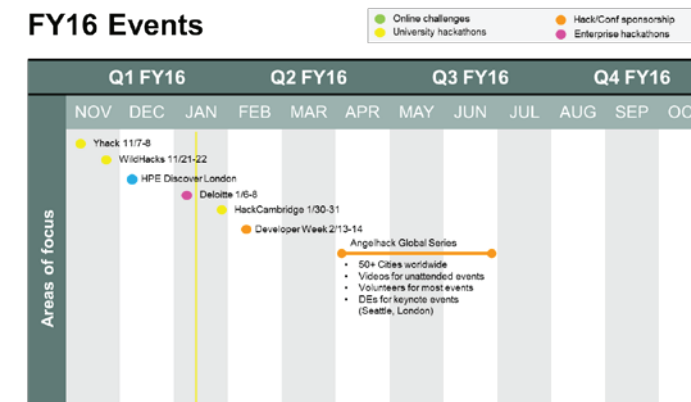 FY16 Events
Online challenges
University hackathons
Hack/Conf sponsorship
Enterprise hackathons
Q1 FY16 Q2 FY16 Q3 FY16 Q4 FY16
NOV DEC JAN FEB MAR APR MAY JUN JUL AUG SEP OC
Areas of focus
Yhack 11/7-8
WildHacks 11/21-22
HPE Discover London
Deloitte 1/6-8
HackCambridge 1/30-31
Developer Week 2/13-14
Angelhack Global Series
• 50+ Cities worldwide
• Videos for unattended events
• Volunteers for most events
• DEs for keynote events
(Seattle, London)